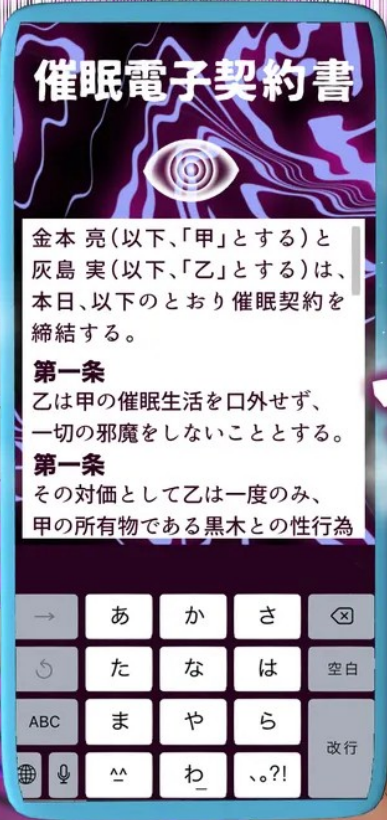 催眠電子契約書
金本 亮(以下、「甲」とする)と
灰島 実(以下、「乙」とする)は、
本日、以下のとおり催眠契約を
締結する。
第一条
乙は甲の催眠生活を口外せず、
一切の邪魔をしないこととする。
第一条
その対価として乙は一度のみ、
甲の所有物である黒木との性行為
→ あ か さ
た な は 空白
ABC ま や ら
改行
^^ わ 、。?!